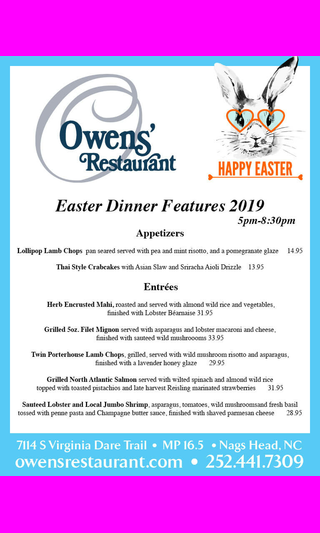 Owens'
Restaurant
HAPPY EASTER
Easter Dinner Features 2019
5pm-8:30pm
Appetizers
Lollipop Lamb Chops pan seared served with pea and mint risotto, and a pomegranate glaze 14.95
Thai Style Crabcakes with Asian Slaw and Sriracha Aioli Drizzle 13.95
Entrées
Herb Encrusted Mahi, roasted and served with almond wild rice and vegetables,
finished with Lobster Béarnaise 31.95
Grilled 5oz. Filet Mignon served with asparagus and lobster macaroni and cheese,
finished with sauteed wild mushroooms 33.95
Twin Porterhouse Lamb Chops, grilled, served with wild mushroom risotto and asparagus,
finished with a lavender honey glaze 29.95
Grilled North Atlantic Salmon served with wilted spinach and almond wild rice
topped with toasted pistachios and late harvest Reisling marinated strawberries 31.95
Sauteed Lobster and Local Jumbo Shrimp, asparagus, tomatoes, wild mushroomsand fresh basil
tossed with penne pasta and Champagne butter sauce, finished with shaved parmesan cheese 28.95
7114 S Virginia Dare Trail • MP 16.5 • Nags Head, NC
owensrestaurant.com • 252.441.7309